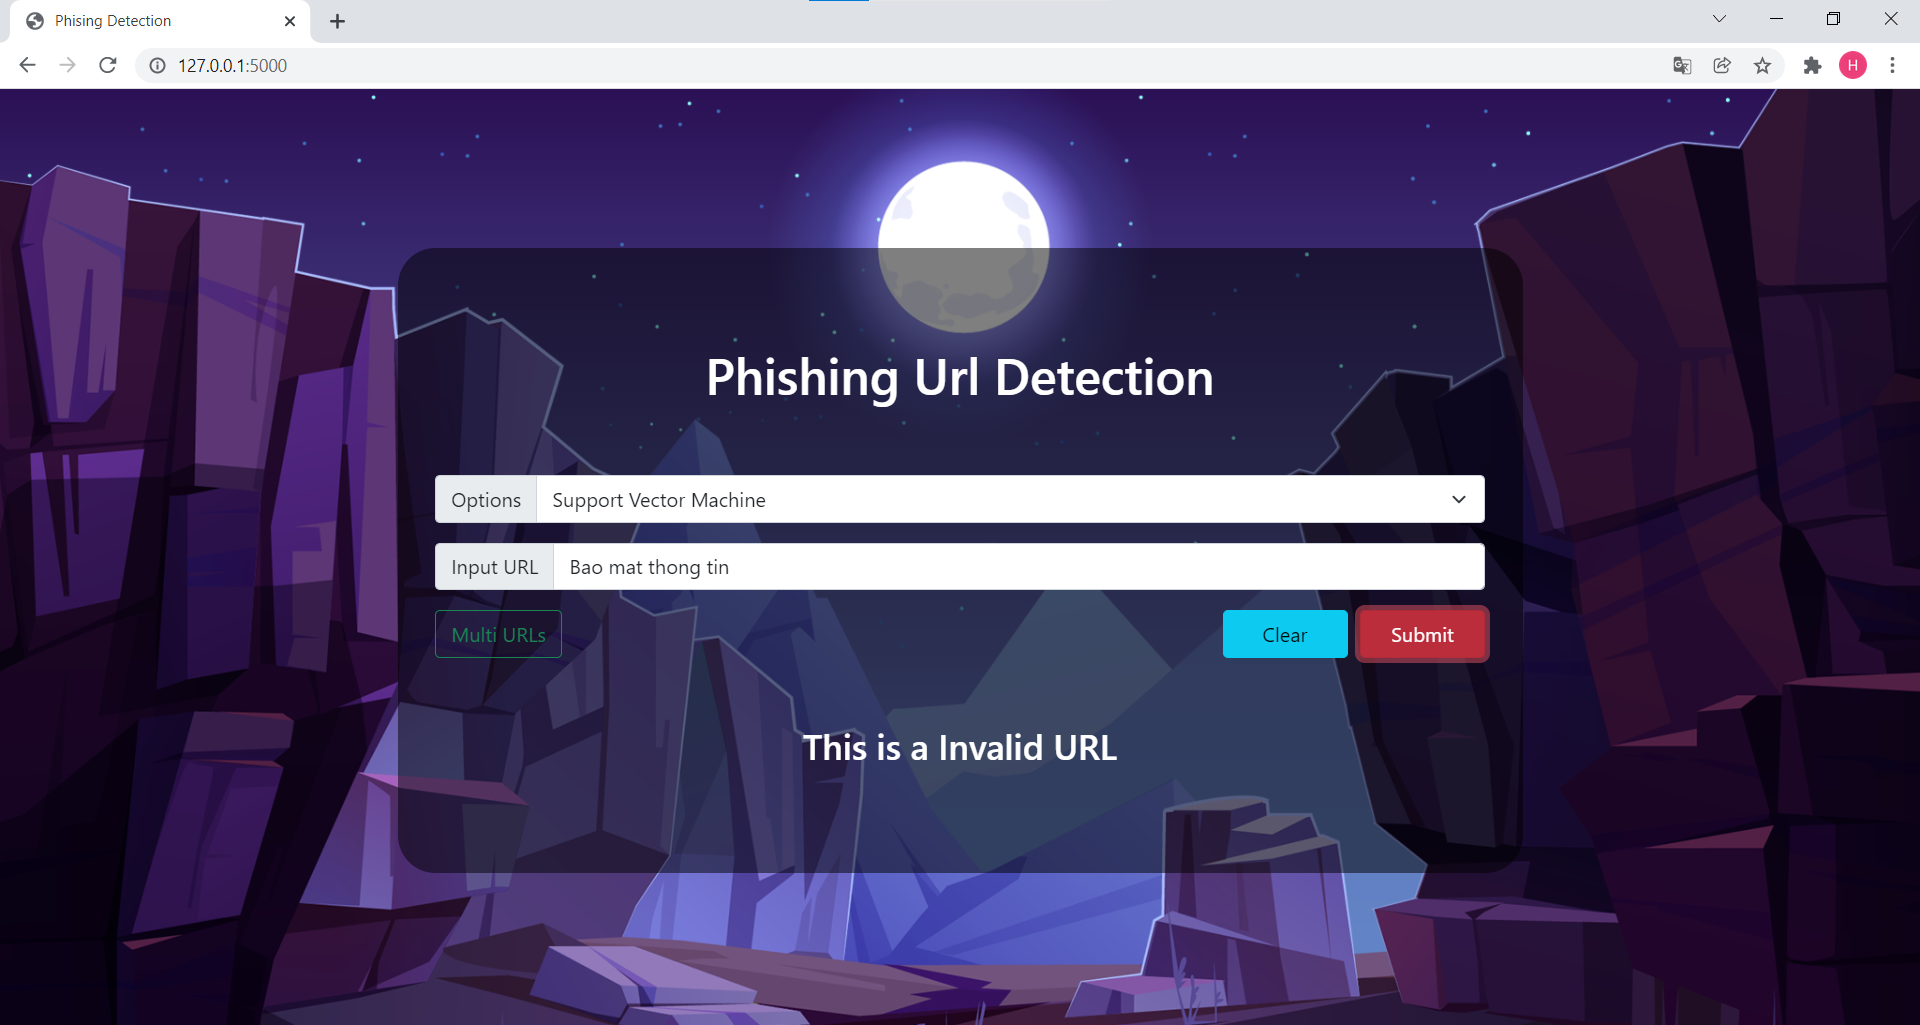 Phising Detection
127.0.0.1:5000
H
Phishing Url Detection
Options Support Vector Machine
Input URL Bao mat thong tin
Multi URLs Clear Submit
This is a Invalid URL